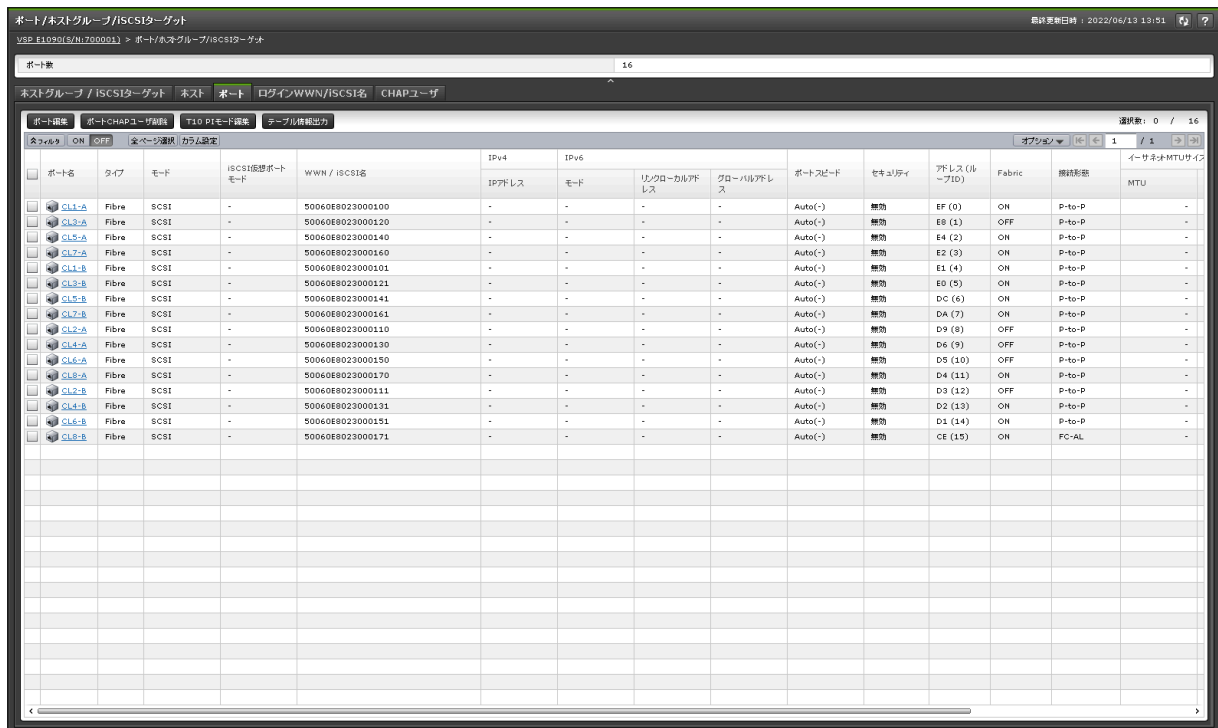 ポート/ホストグループ/iSCSIターゲット 最終更新日時 : 2022/06/13 13:51 ?
VSP E1090(S/N:700001) > ポート/ホストグループ/iSCSIターゲット
ポート数 16
ホストグループ / iSCSIターゲット ホスト ポート ログインWWN/iSCSI名 CHAPユーザ
ポート編集 ポートCHAPユーザ削除 T10 PIモード編集 テーブル情報出力 選択数: 0 / 16
フィルタ ON OFF 全ページ選択 カラム設定 オプション 1 / 1
ポート名 タイプ モード iSCSI仮想ポートモード WWN / iSCSI名 IPv4 IPアドレス IPv6 モード リンクローカルアドレス グローバルアドレス ポートスピード セキュリティ アドレス (ループID) Fabric 接続形態 イーサネットMTUサイズ MTU
CL1-A Fibre SCSI - 50060E8023000100 - - - - Auto(-) 無効 EF (0) ON P-to-P -
CL3-A Fibre SCSI - 50060E8023000120 - - - - Auto(-) 無効 E8 (1) OFF P-to-P -
CL5-A Fibre SCSI - 50060E8023000140 - - - - Auto(-) 無効 E4 (2) ON P-to-P -
CL7-A Fibre SCSI - 50060E8023000160 - - - - Auto(-) 無効 E2 (3) ON P-to-P -
CL1-B Fibre SCSI - 50060E8023000101 - - - - Auto(-) 無効 E1 (4) ON P-to-P -
CL3-B Fibre SCSI - 50060E8023000121 - - - - Auto(-) 無効 E0 (5) ON P-to-P -
CL5-B Fibre SCSI - 50060E8023000141 - - - - Auto(-) 無効 DC (6) ON P-to-P -
CL7-B Fibre SCSI - 50060E8023000161 - - - - Auto(-) 無効 DA (7) ON P-to-P -
CL2-A Fibre SCSI - 50060E8023000110 - - - - Auto(-) 無効 D9 (8) OFF P-to-P -
CL4-A Fibre SCSI - 50060E8023000130 - - - - Auto(-) 無効 D6 (9) OFF P-to-P -
CL6-A Fibre SCSI - 50060E8023000150 - - - - Auto(-) 無効 D5 (10) OFF P-to-P -
CL8-A Fibre SCSI - 50060E8023000170 - - - - Auto(-) 無効 D4 (11) ON P-to-P -
CL2-B Fibre SCSI - 50060E8023000111 - - - - Auto(-) 無効 D3 (12) OFF P-to-P -
CL4-B Fibre SCSI - 50060E8023000131 - - - - Auto(-) 無効 D2 (13) ON P-to-P -
CL6-B Fibre SCSI - 50060E8023000151 - - - - Auto(-) 無効 D1 (14) ON P-to-P -
CL8-B Fibre SCSI - 50060E8023000171 - - - - Auto(-) 無効 CE (15) ON FC-AL -